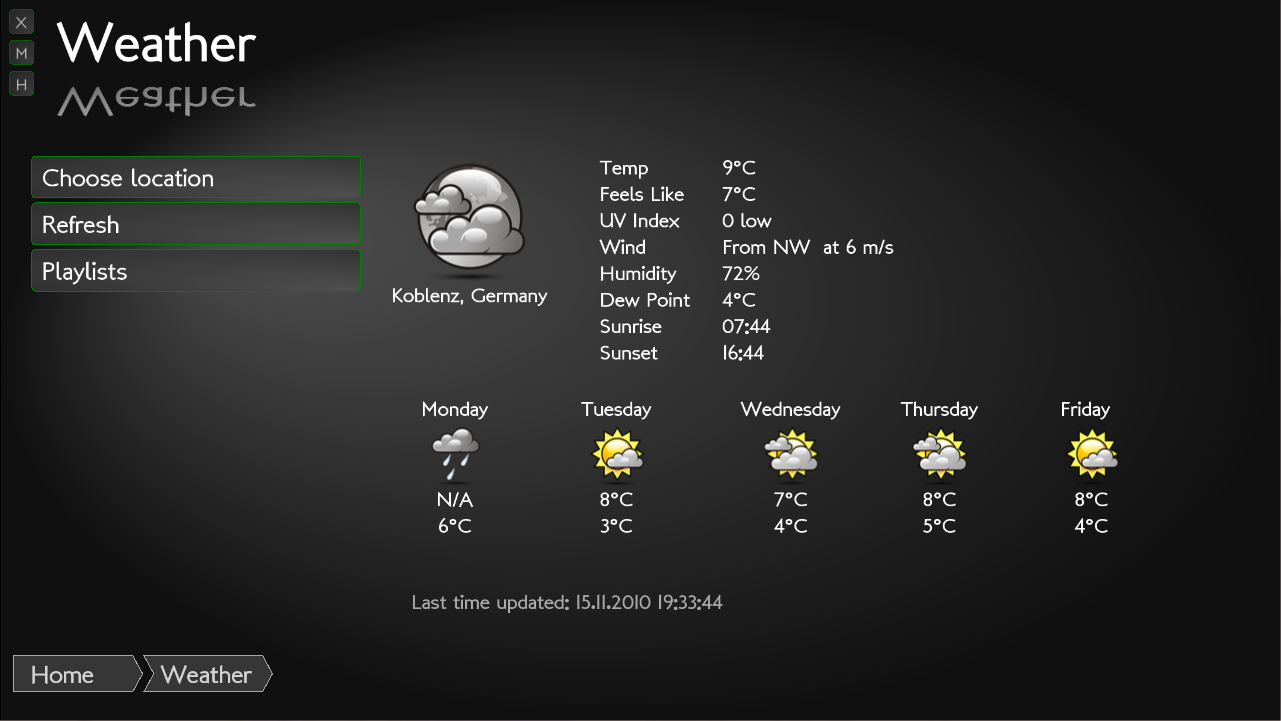 X
M
H
Weather
Choose location
Refresh
Playlists
Koblenz, Germany
Temp 9°C
Feels Like 7°C
UV Index 0 low
Wind From NW at 6 m/s
Humidity 72%
Dew Point 4°C
Sunrise 07:44
Sunset 16:44
Monday Tuesday Wednesday Thursday Friday
N/A 8°C 7°C 8°C 8°C
6°C 3°C 4°C 5°C 4°C
Last time updated: 15.11.2010 19:33:44
Home Weather